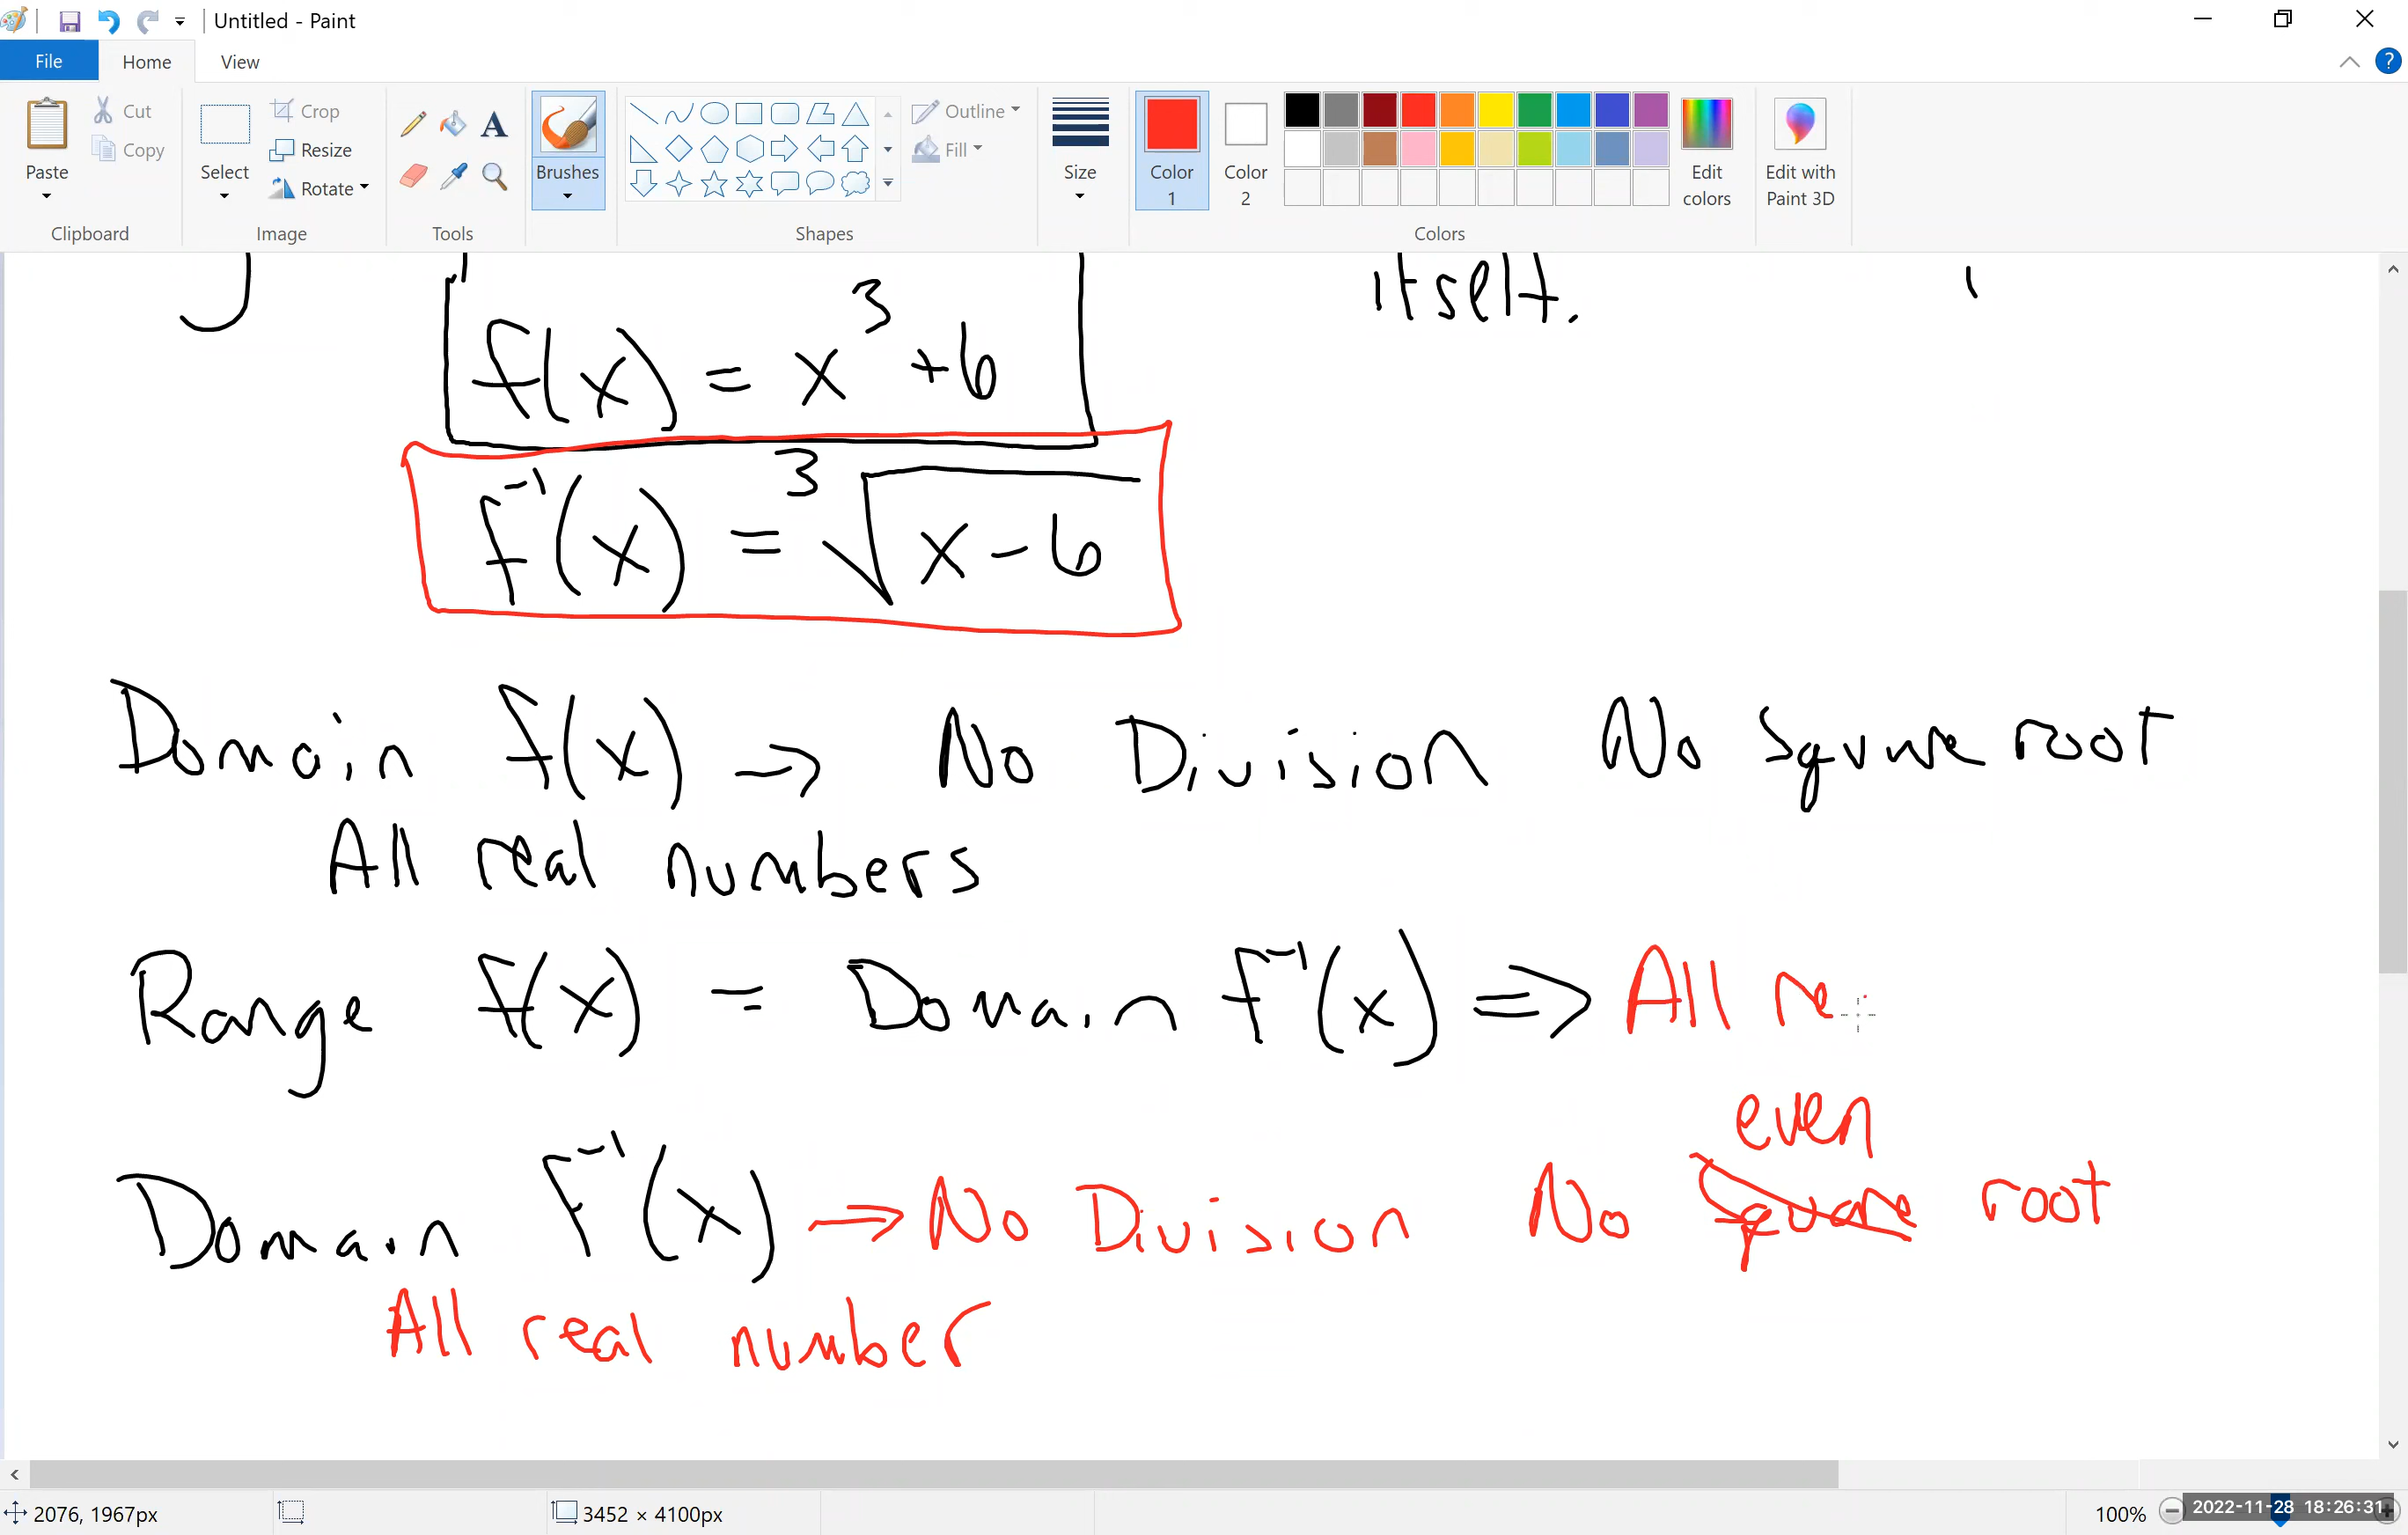 Untitled - Paint
File Home View
Paste Cut Copy Select Crop Resize Rotate Brushes Outline Fill Size Color 1 Color 2 Edit colors Edit with Paint 3D
Clipboard Image Tools Shapes Colors
itself.
f(x) = x³ + 6
f⁻¹(x) = ³√x - 6
Domain f(x) → No Division No Square root
All real numbers
Range f(x) = Domain f⁻¹(x) ⇒ All re
even
Domain f⁻¹(x) → No Division No square root
All real number
2076, 1967px 3452 × 4100px 100% 2022-11-28 18:26:31